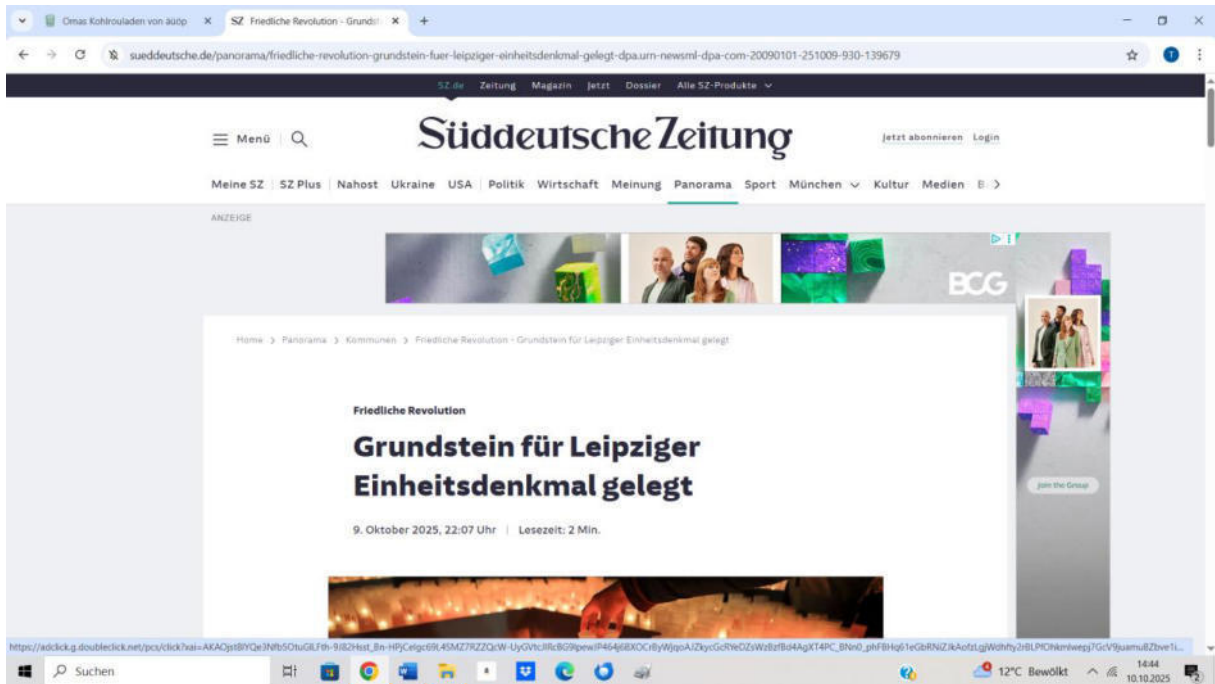 Omas Kohlrouladen von äüöp
SZ Friedliche Revolution - Grundst
sueddeutsche.de/panorama/friedliche-revolution-grundstein-fuer-leipziger-einheitsdenkmal-gelegt-dpa.urn-newsml-dpa-com-20090101-251009-930-139679
T
SZ.de Zeitung Magazin Jetzt Dossier Alle SZ-Produkte
Menü
Süddeutsche Zeitung
Jetzt abonnieren Login
Meine SZ SZ Plus Nahost Ukraine USA Politik Wirtschaft Meinung Panorama Sport München Kultur Medien
ANZEIGE
BCG
Home > Panorama > Kommunen > Friedliche Revolution - Grundstein für Leipziger Einheitsdenkmal gelegt
Friedliche Revolution
Grundstein für Leipziger
Einheitsdenkmal gelegt
Join the Group
9. Oktober 2025, 22:07 Uhr | Lesezeit: 2 Min.
Suchen
12°C Bewölkt
14:44
10.10.2025